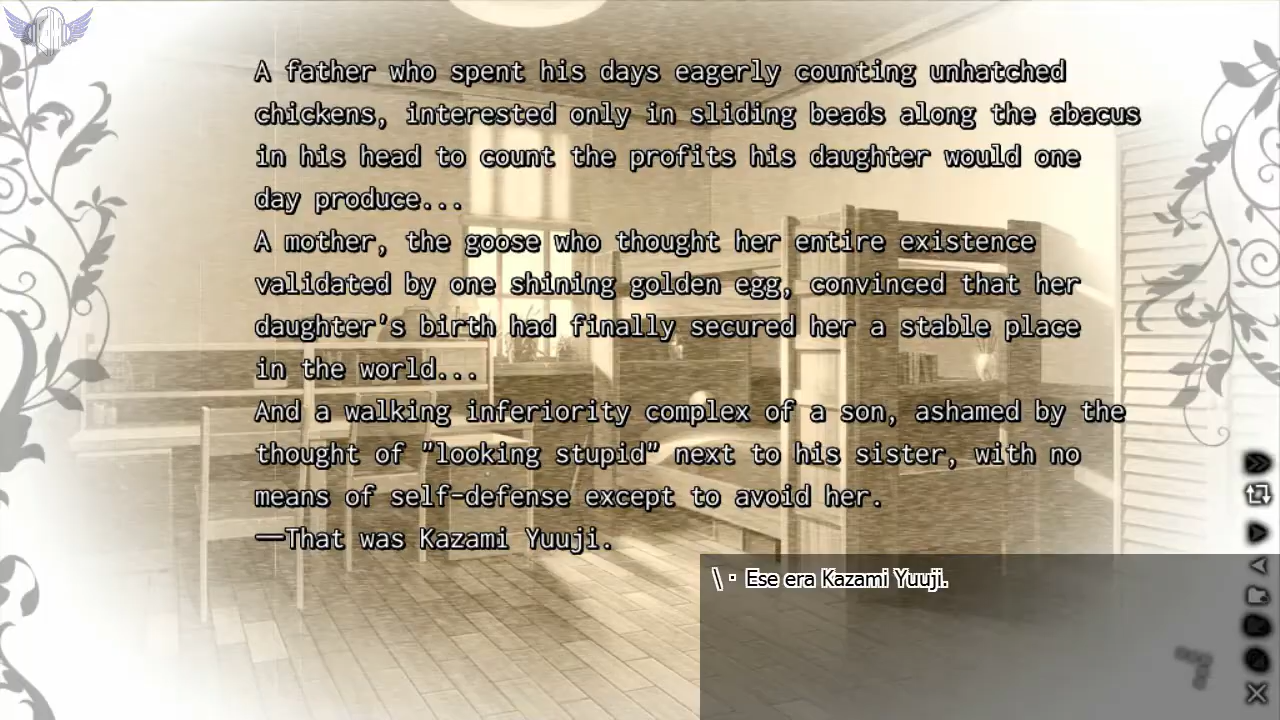 A father who spent his days eagerly counting unhatched
chickens, interested only in sliding beads along the abacus
in his head to count the profits his daughter would one
day produce...
A mother, the goose who thought her entire existence
validated by one shining golden egg, convinced that her
daughter's birth had finally secured her a stable place
in the world...
And a walking inferiority complex of a son, ashamed by the
thought of "looking stupid" next to his sister, with no
means of self-defense except to avoid her.
──That was Kazami Yuuji.
\· Ese era Kazami Yuuji.